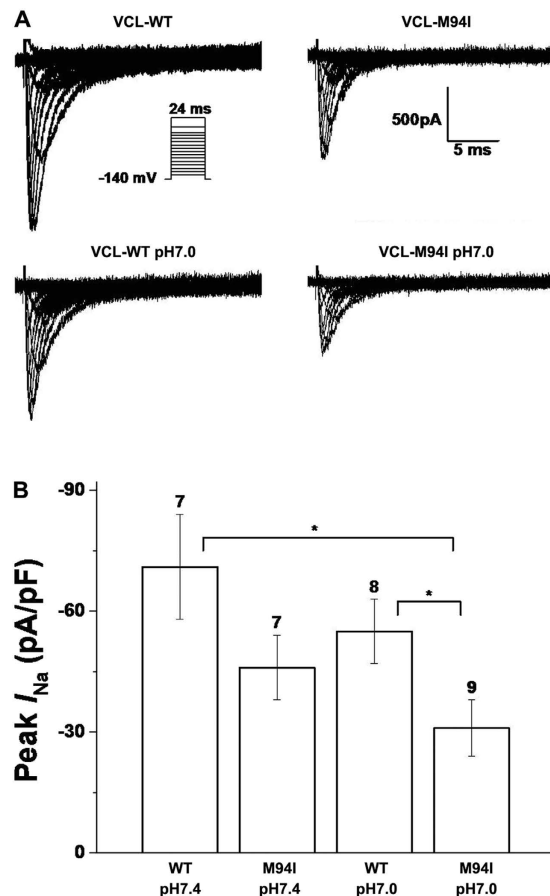 A
VCL-WT
VCL-M94I
24 ms
-140 mV
500pA
5 ms
VCL-WT pH7.0
VCL-M94I pH7.0
B
Peak INa (pA/pF)
-90
-60
-30
0
7
7
8
9
*
*
WT
pH7.4
M94I
pH7.4
WT
pH7.0
M94I
pH7.0